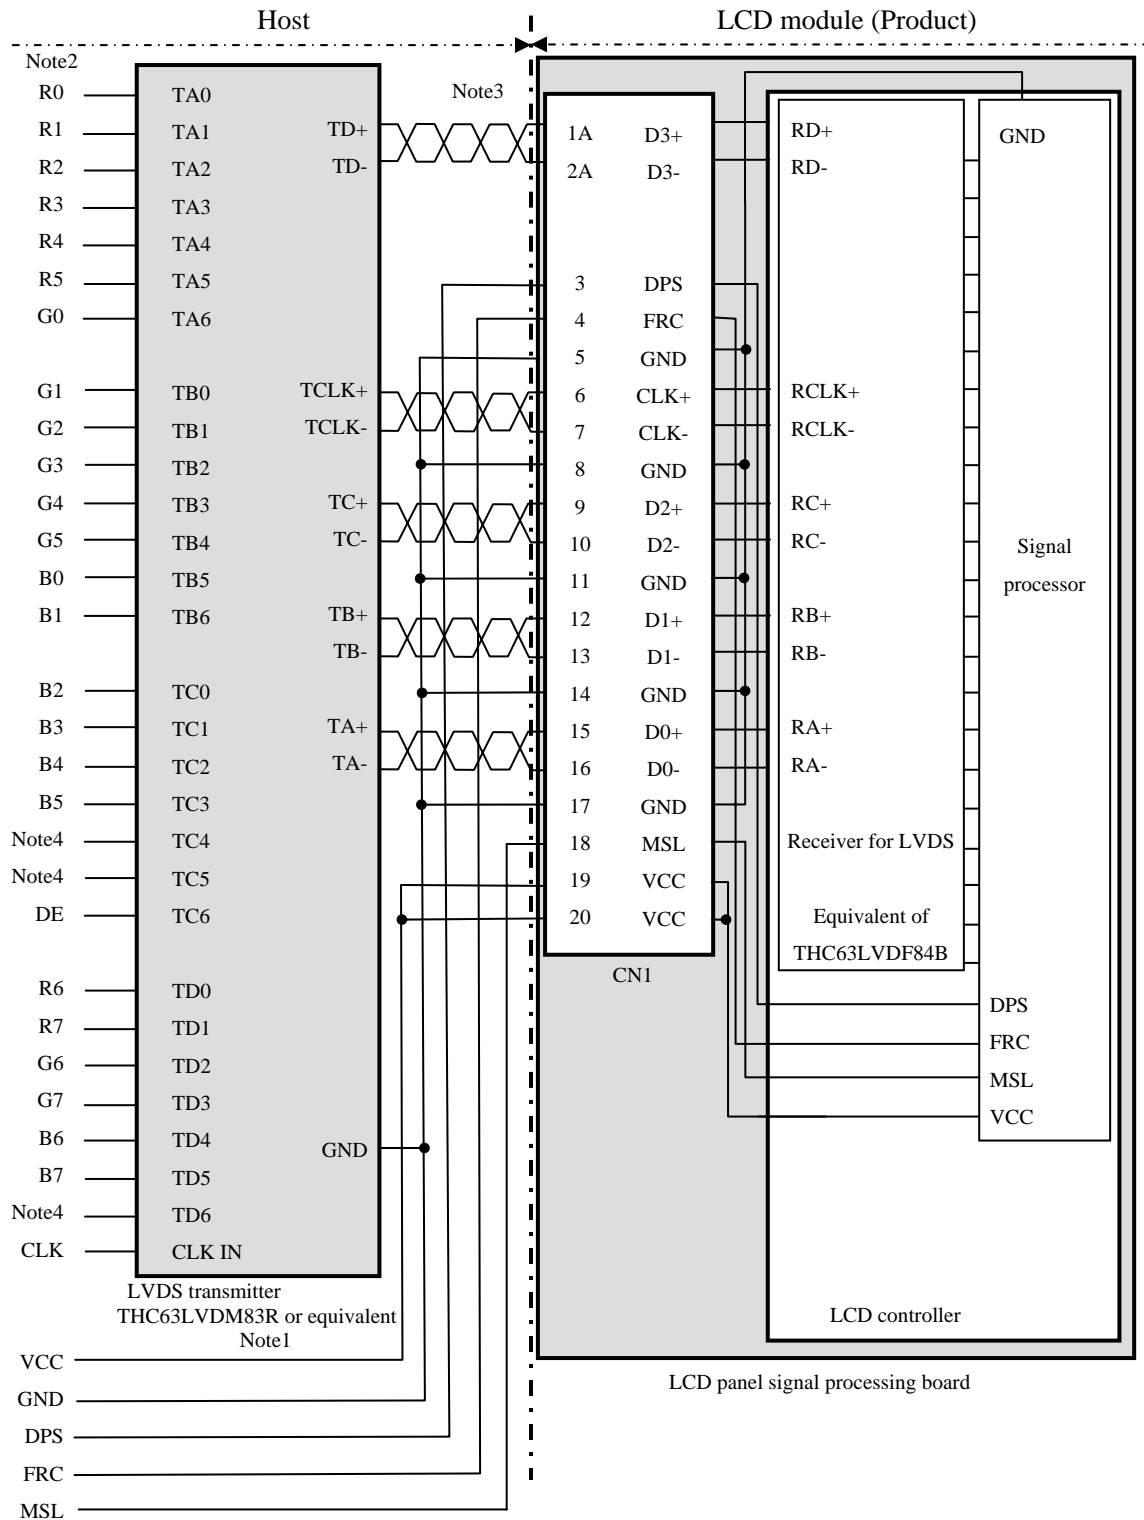 Host
LCD module (Product)
Note2
R0
R1
R2
R3
R4
R5
G0
G1
G2
G3
G4
G5
B0
B1
B2
B3
B4
B5
Note4
Note4
DE
R6
R7
G6
G7
B6
B7
Note4
CLK
TA0
TA1
TA2
TA3
TA4
TA5
TA6
TB0
TB1
TB2
TB3
TB4
TB5
TB6
TC0
TC1
TC2
TC3
TC4
TC5
TC6
TD0
TD1
TD2
TD3
TD4
TD5
TD6
CLK IN
TD+
TD-
TCLK+
TCLK-
TC+
TC-
TB+
TB-
TA+
TA-
GND
LVDS transmitter
THC63LVDM83R or equivalent
Note1
VCC
GND
DPS
FRC
MSL
Note3
1A D3+
2A D3-
3 DPS
4 FRC
5 GND
6 CLK+
7 CLK-
8 GND
9 D2+
10 D2-
11 GND
12 D1+
13 D1-
14 GND
15 D0+
16 D0-
17 GND
18 MSL
19 VCC
20 VCC
CN1
RD+
RD-
RCLK+
RCLK-
RC+
RC-
RB+
RB-
RA+
RA-
Receiver for LVDS
Equivalent of
THC63LVDF84B
GND
Signal
processor
DPS
FRC
MSL
VCC
LCD controller
LCD panel signal processing board